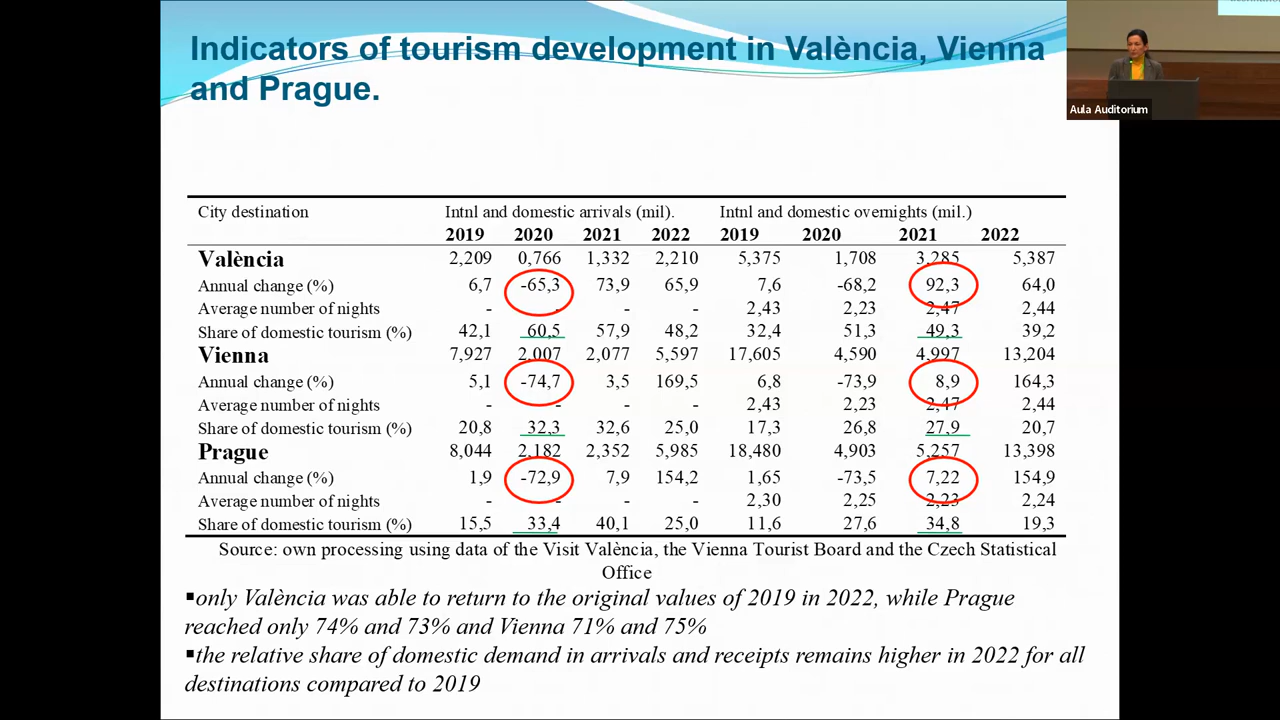 Indicators of tourism development in València, Vienna
and Prague.
Aula Auditorium
City destination Intnl and domestic arrivals (mil). Intnl and domestic overnights (mil.)
2019 2020 2021 2022 2019 2020 2021 2022
València 2,209 0,766 1,332 2,210 5,375 1,708 3,285 5,387
Annual change (%) 6,7 -65,3 73,9 65,9 7,6 -68,2 92,3 64,0
Average number of nights - - - - 2,43 2,23 2,47 2,44
Share of domestic tourism (%) 42,1 60,5 57,9 48,2 32,4 51,3 49,3 39,2
Vienna 7,927 2,007 2,077 5,597 17,605 4,590 4,997 13,204
Annual change (%) 5,1 -74,7 3,5 169,5 6,8 -73,9 8,9 164,3
Average number of nights - - - - 2,43 2,23 2,47 2,44
Share of domestic tourism (%) 20,8 32,3 32,6 25,0 17,3 26,8 27,9 20,7
Prague 8,044 2,182 2,352 5,985 18,480 4,903 5,257 13,398
Annual change (%) 1,9 -72,9 7,9 154,2 1,65 -73,5 7,22 154,9
Average number of nights - - - - 2,30 2,25 2,23 2,24
Share of domestic tourism (%) 15,5 33,4 40,1 25,0 11,6 27,6 34,8 19,3
Source: own processing using data of the Visit València, the Vienna Tourist Board and the Czech Statistical
Office
▪only València was able to return to the original values of 2019 in 2022, while Prague
reached only 74% and 73% and Vienna 71% and 75%
▪the relative share of domestic demand in arrivals and receipts remains higher in 2022 for all
destinations compared to 2019